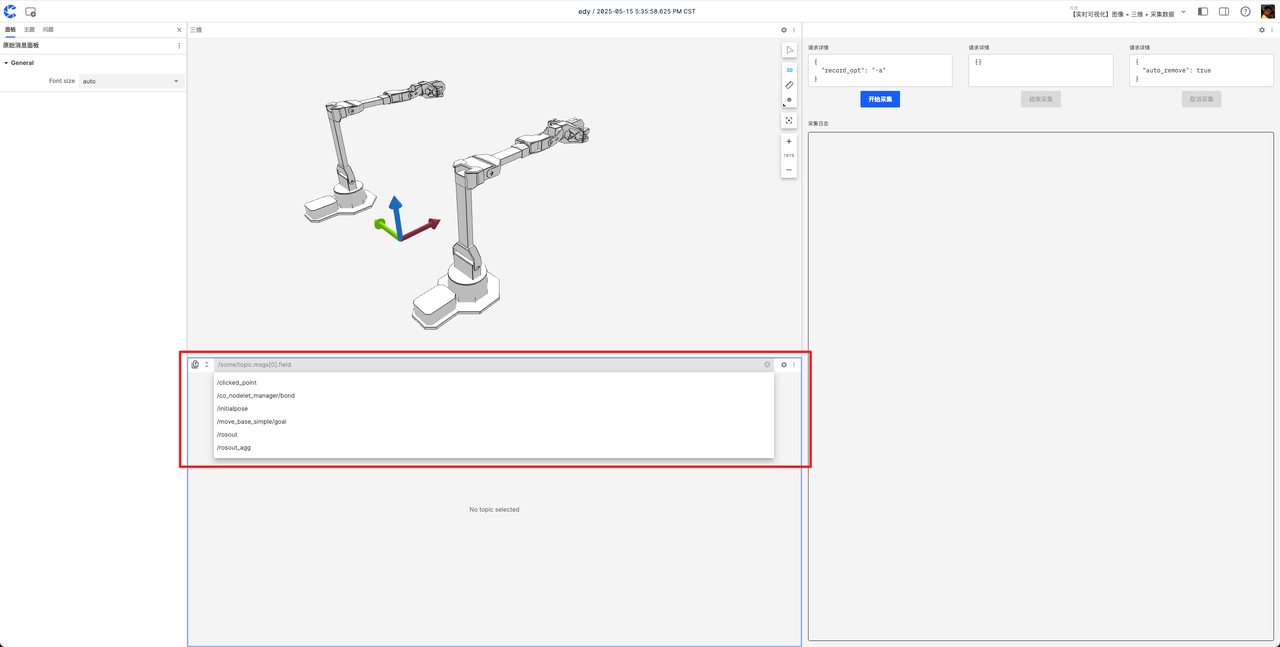 edy / 2025-05-15 5:35:58.625 PM CST
布局
【实时可视化】图像 + 三维 + 采集数据
面板
主题
问题
原始消息面板
General
Font size
auto
三维
3D
191%
/some/topic.msgs[0].field
/clicked_point
/co_nodelet_manager/bond
/initialpose
/move_base_simple/goal
/rosout
/rosout_agg
No topic selected
请求详情
{
"record_opt": "-a"
}
开始采集
请求详情
{}
结束采集
请求详情
{
"auto_remove": true
}
取消采集
采集日志